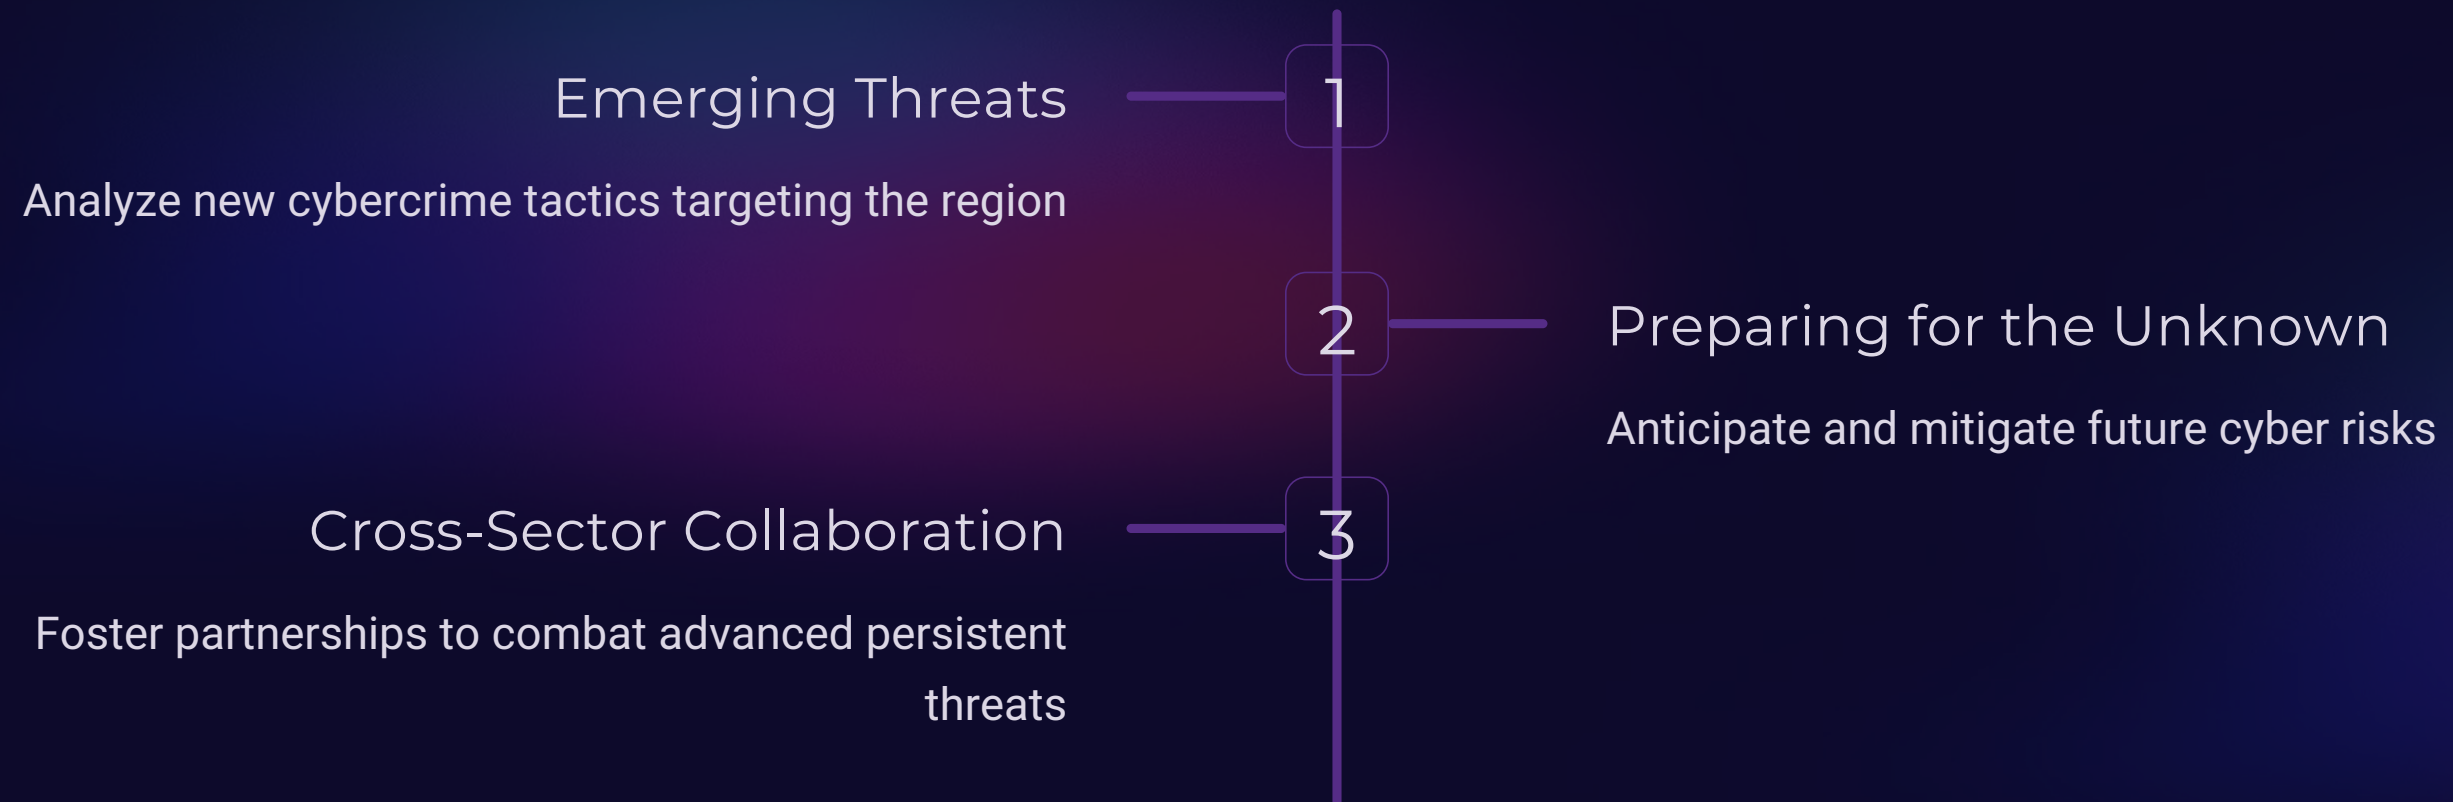 1
Emerging Threats
Analyze new cybercrime tactics targeting the region
2
Preparing for the Unknown
Anticipate and mitigate future cyber risks
3
Cross-Sector Collaboration
Foster partnerships to combat advanced persistent
threats